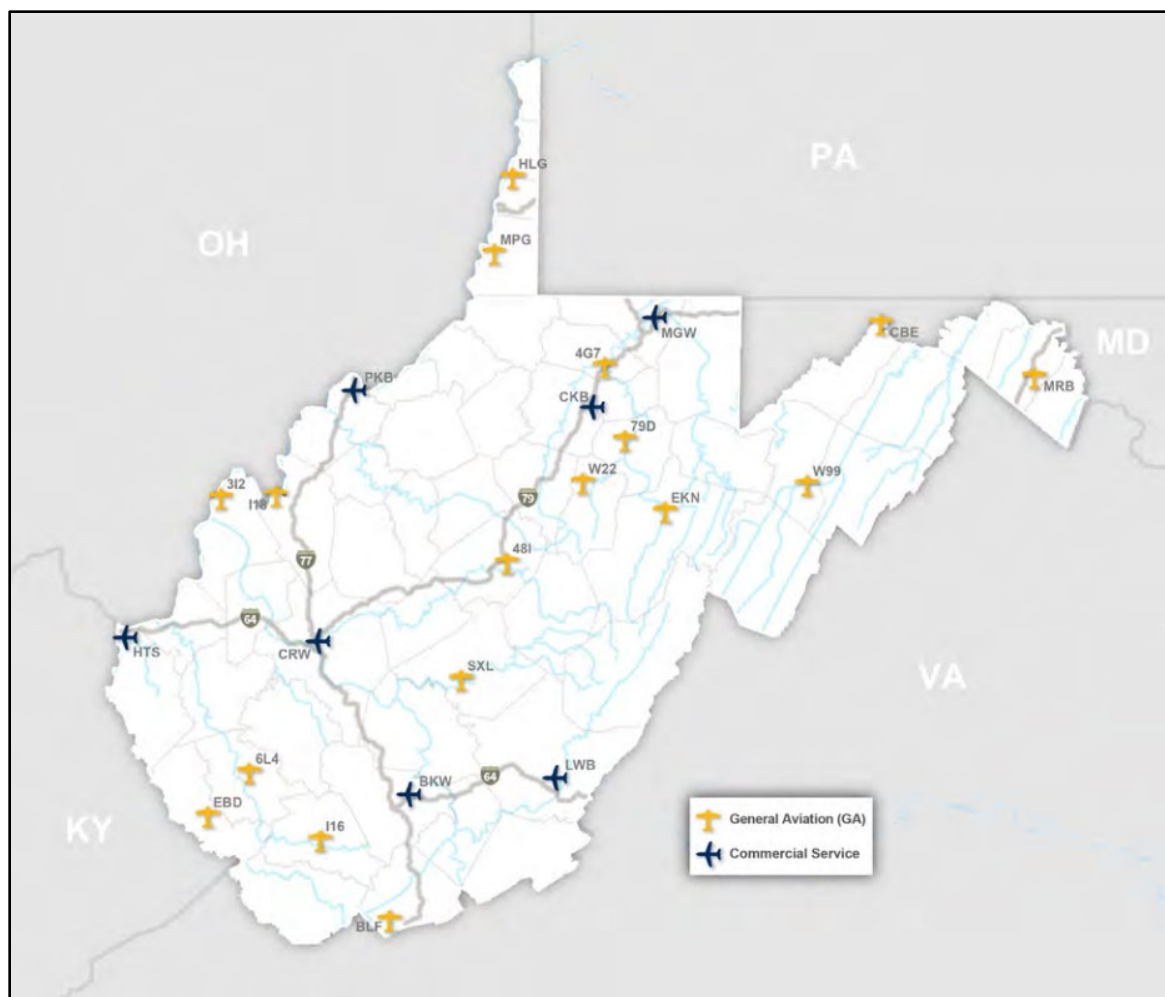 PA
HLG
OH
MPG
MGW
CBE
MD
4G7
MRB
PKB
CKB
79D
W22
W99
3I2
I18
EKN
79
48I
77
64
HTS
CRW
SXL
VA
6L4
LWB
BKW
64
EBD
KY
I16
General Aviation (GA)
Commercial Service
BLF